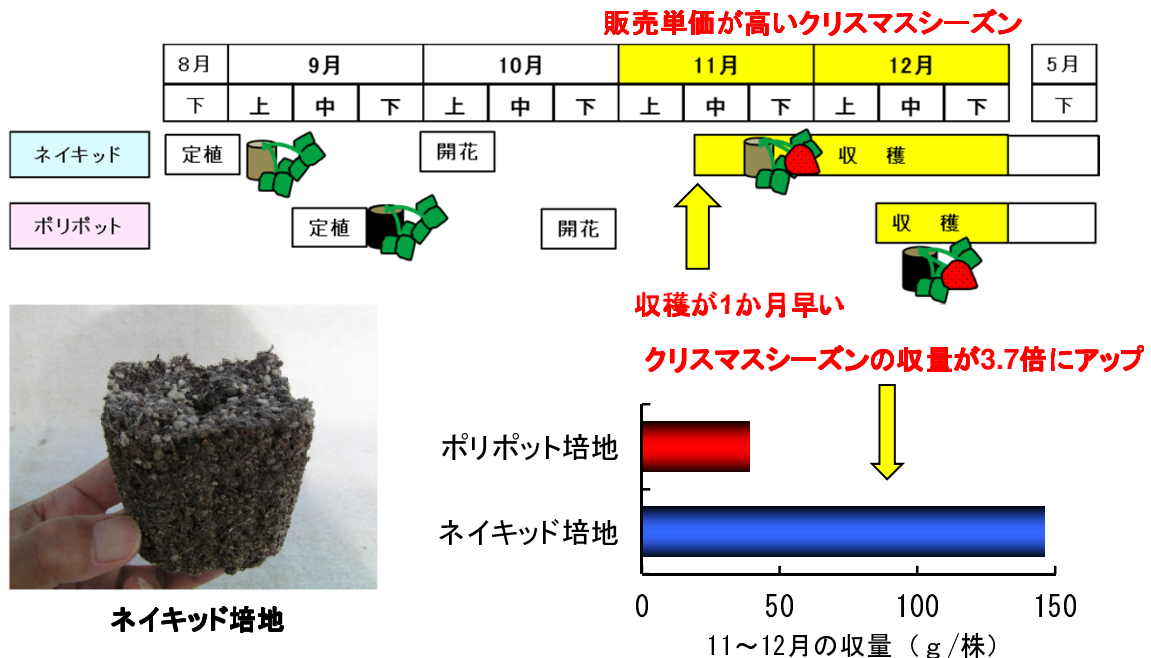 販売単価が高いクリスマスシーズン
8月 9月 10月 11月 12月 5月
下 上 中 下 上 中 下 上 中 下 上 中 下 下
ネイキッド 定植 開花 収 穫
ポリポット 定植 開花 収 穫
収穫が1か月早い
クリスマスシーズンの収量が3.7倍にアップ
ポリポット培地
ネイキッド培地
0 50 100 150
11～12月の収量（ｇ/株）
ネイキッド培地